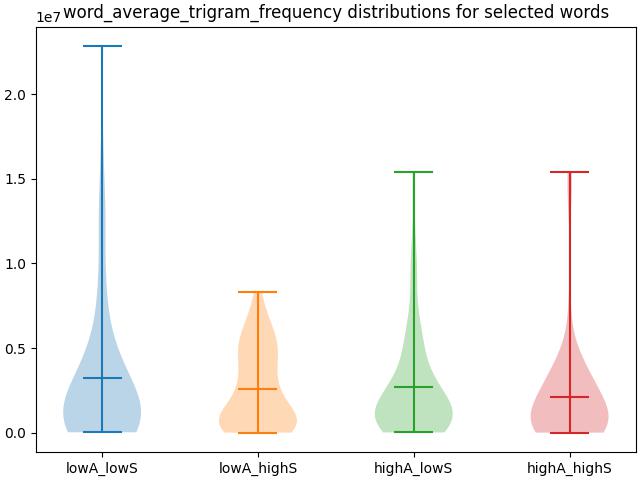 word_average_trigram_frequency distributions for selected words
1e7
2.0
1.5
1.0
0.5
0.0
lowA_lowS lowA_highS highA_lowS highA_highS